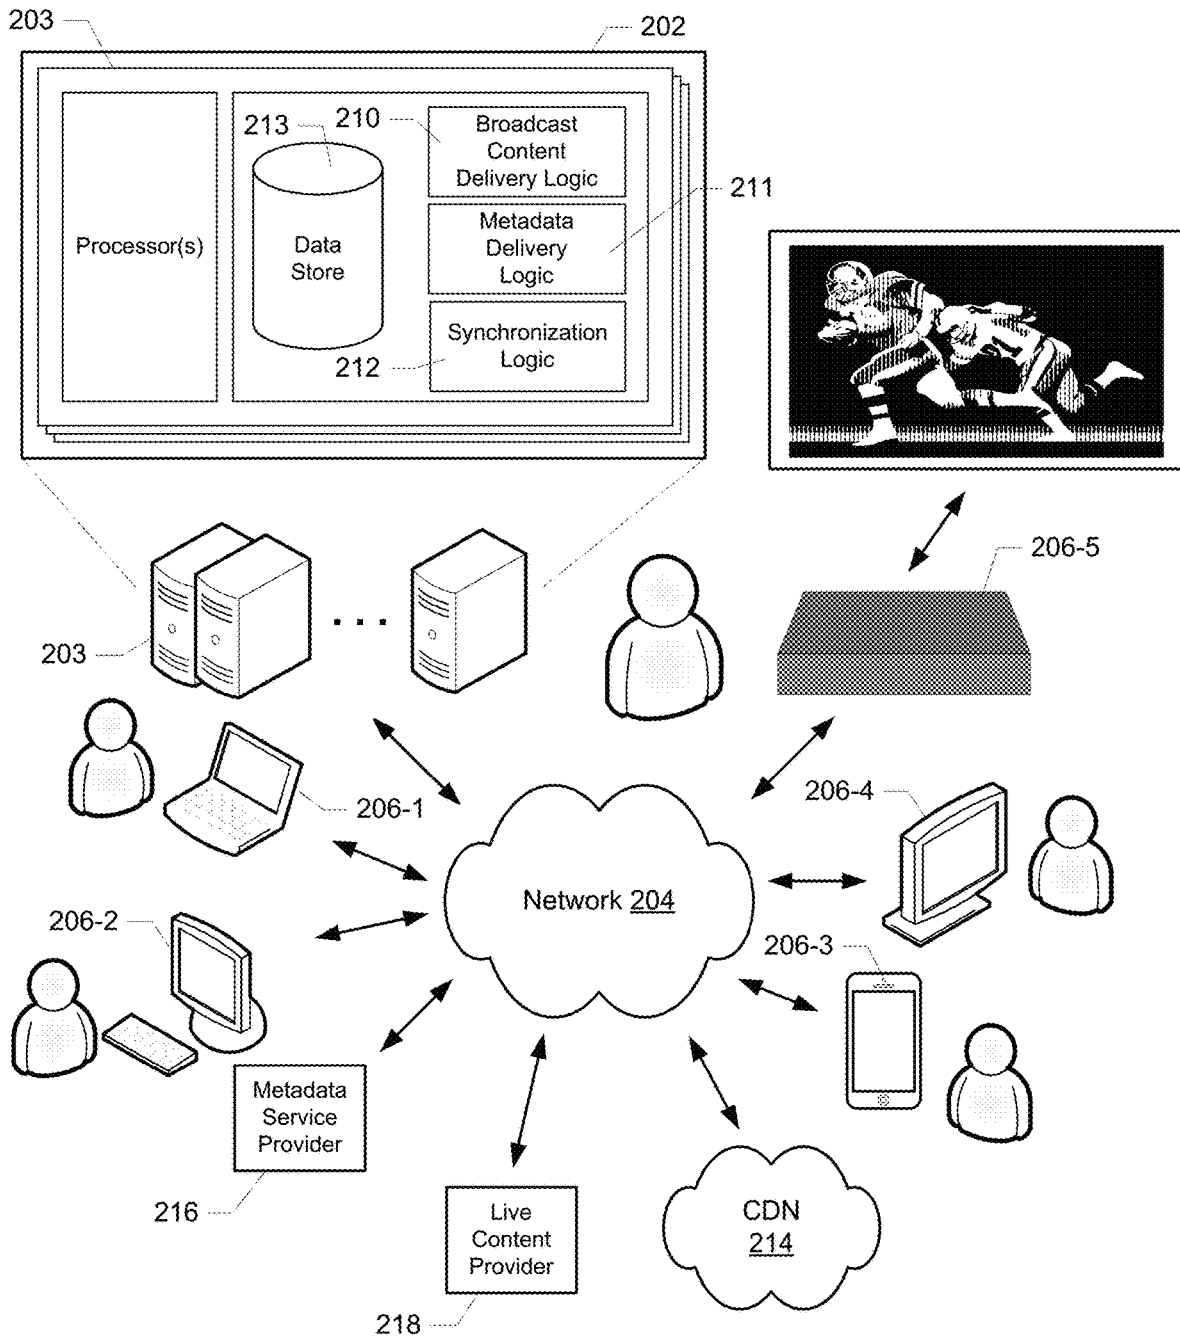 203
202
213
210
Broadcast
Content
Delivery Logic
211
Processor(s)
Data
Store
Metadata
Delivery
Logic
212
Synchronization
Logic
21
206-5
203
206-1
206-4
Network 204
206-2
206-3
Metadata
Service
Provider
216
Live
Content
Provider
218
CDN
214